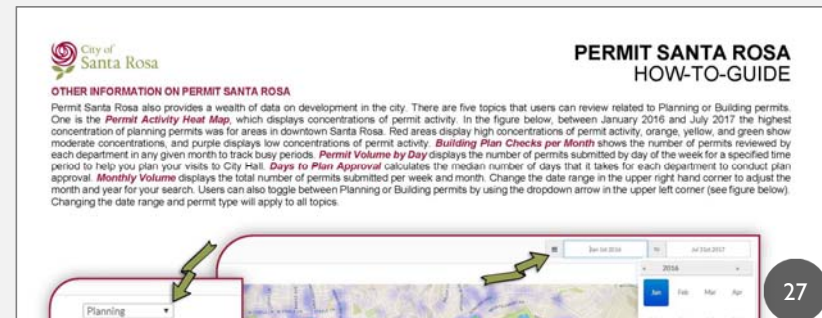 City of
Santa Rosa
PERMIT SANTA ROSA
HOW-TO-GUIDE
OTHER INFORMATION ON PERMIT SANTA ROSA
Permit Santa Rosa also provides a wealth of data on development in the city. There are five topics that users can review related to Planning or Building permits.
One is the Permit Activity Heat Map, which displays concentrations of permit activity. In the figure below, between January 2016 and July 2017 the highest
concentration of planning permits was for areas in downtown Santa Rosa. Red areas display high concentrations of permit activity, orange, yellow, and green show
moderate concentrations, and purple displays low concentrations of permit activity. Building Plan Checks per Month shows the number of permits reviewed by
each department in any given month to track busy periods. Permit Volume by Day displays the number of permits submitted by day of the week for a specified time
period to help you plan your visits to City Hall. Days to Plan Approval calculates the median number of days that it takes for each department to conduct plan
approval. Monthly Volume displays the total number of permits submitted per week and month. Change the date range in the upper right hand corner to adjust the
month and year for your search. Users can also toggle between Planning or Building permits by using the dropdown arrow in the upper left corner (see figure below).
Changing the date range and permit type will apply to all topics.
Jan 1st 2016 to Jul 31st 2017
2016
Jan Feb Mar Apr
Planning
27